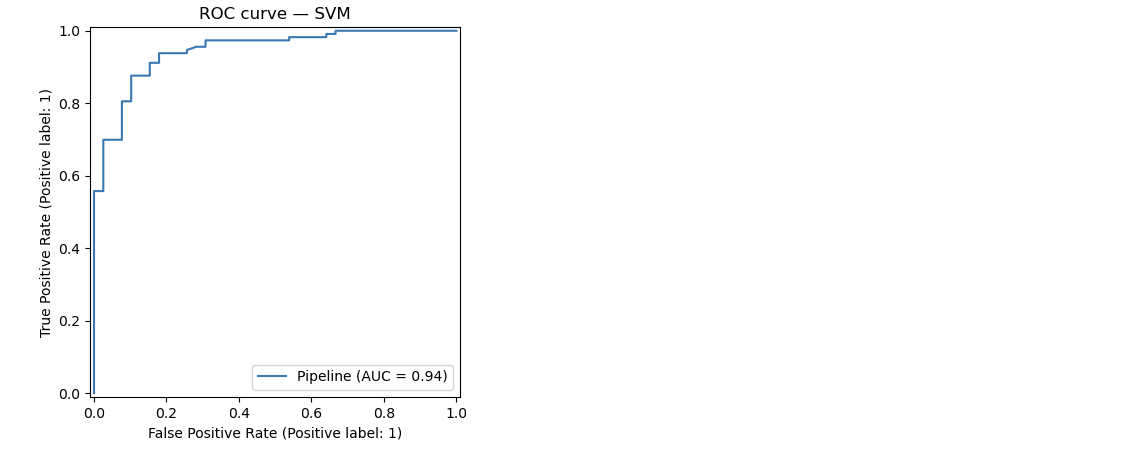 ROC curve — SVM
True Positive Rate (Positive label: 1)
1.0
0.8
0.6
0.4
0.2
0.0
Pipeline (AUC = 0.94)
0.0 0.2 0.4 0.6 0.8 1.0
False Positive Rate (Positive label: 1)